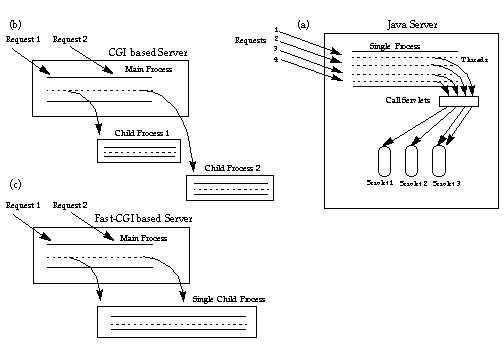 (b)
Request 1 Request 2
CGI based Server
Main Process
Child Process 1
Child Process 2
(a)
Java Server
1
2
3
4
Requests
Single Process
Threads
Call Servlets
Servlet 1 Servlet 2 Servlet 3
(c)
Request 1 Request 2
Fast-CGI based Server
Main Process
Single Child Process